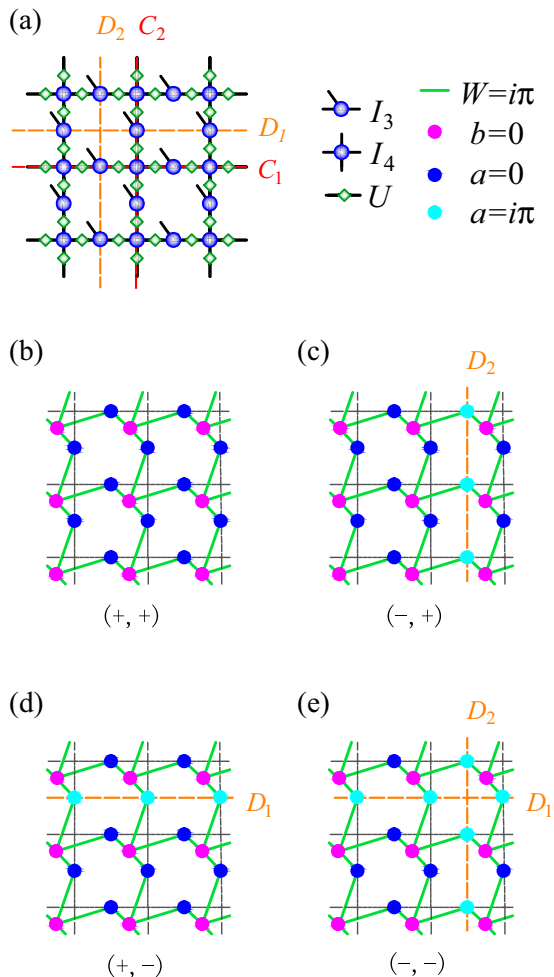 (a)
D₂ C₂
D₁
C₁
I₃
I₄
U
W=iπ
b=0
a=0
a=iπ
(b)
(+, +)
(c)
D₂
(−, +)
(d)
D₁
(+, −)
(e)
D₂
D₁
(−, −)